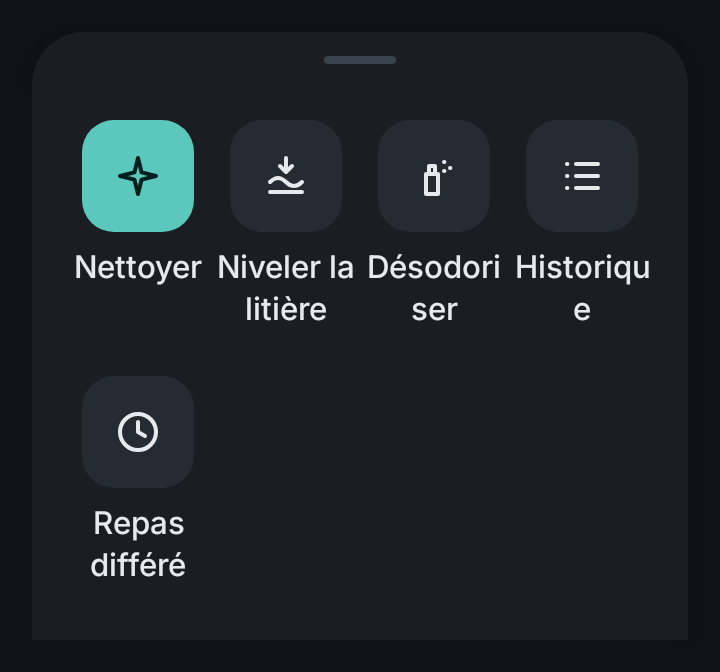 Nettoyer
Niveler la
litière
Désodori
ser
Historiqu
e
Repas
différé